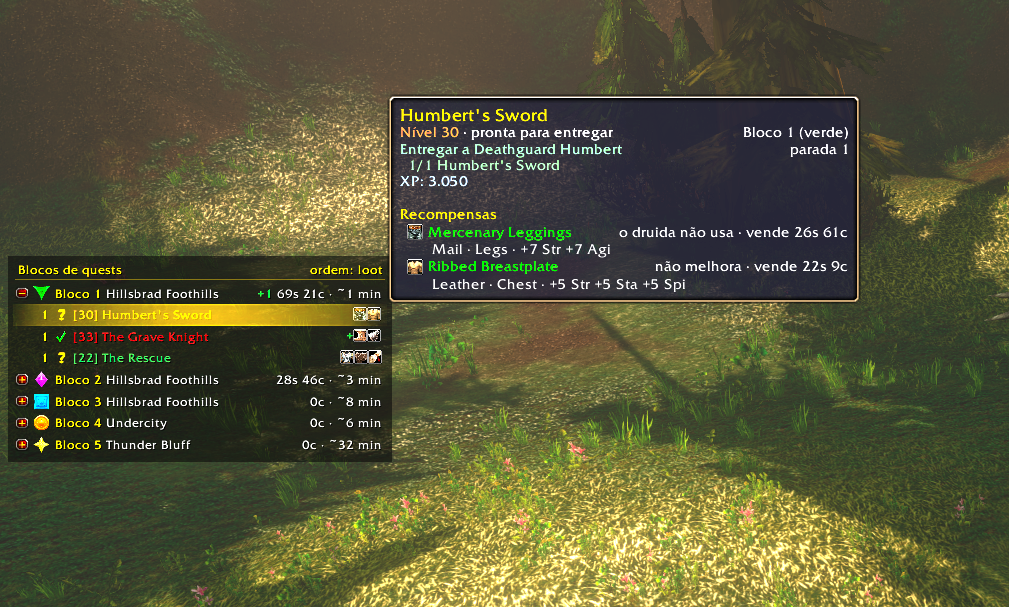 Humbert's Sword
Nível 30 · pronta para entregar Bloco 1 (verde)
Entregar a Deathguard Humbert parada 1
1/1 Humbert's Sword
XP: 3.050
Recompensas
Mercenary Leggings o druida não usa · vende 26s 61c
Mail · Legs · +7 Str +7 Agi
Ribbed Breastplate não melhora · vende 22s 9c
Leather · Chest · +5 Str +5 Sta +5 Spi
Blocos de quests ordem: loot
Bloco 1 Hillsbrad Foothills +1 69s 21c · ~1 min
1 ? [30] Humbert's Sword
1 ✓ [33] The Grave Knight +
1 ? [22] The Rescue
Bloco 2 Hillsbrad Foothills 28s 46c · ~3 min
Bloco 3 Hillsbrad Foothills 0c · ~8 min
Bloco 4 Undercity 0c · ~6 min
Bloco 5 Thunder Bluff 0c · ~32 min